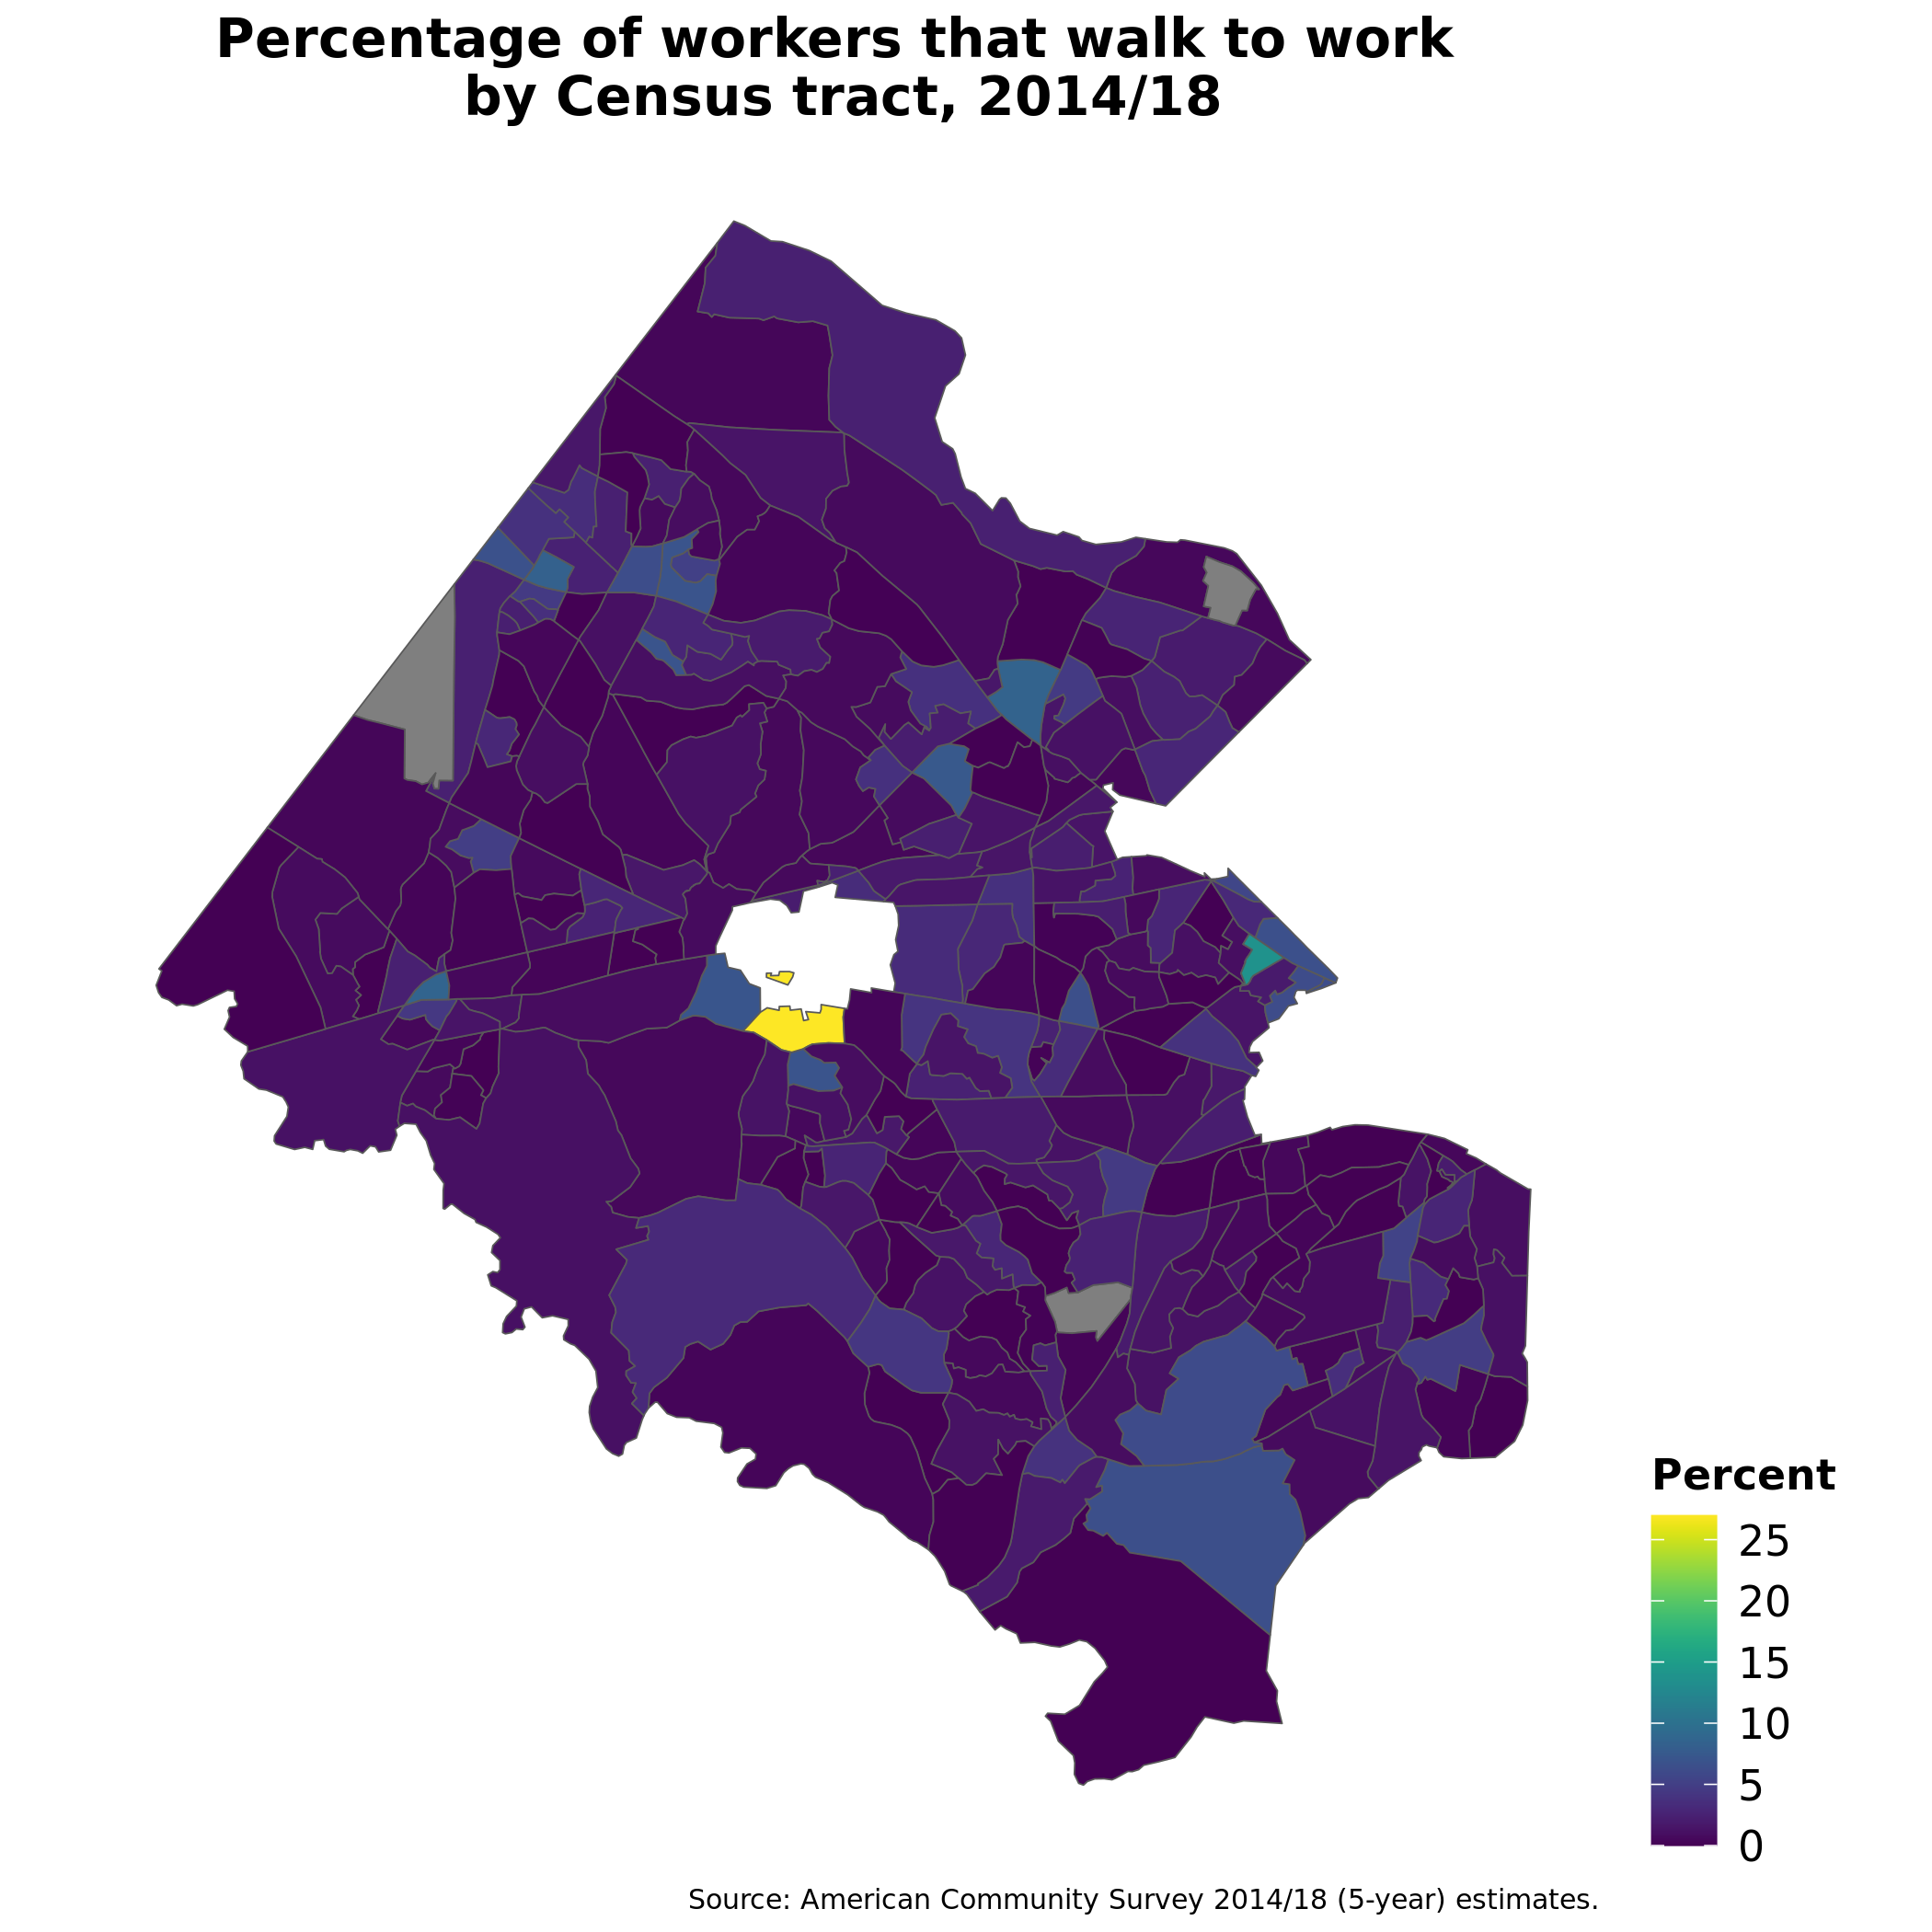 Percentage of workers that walk to work
by Census tract, 2014/18
Percent
25
20
15
10
5
0
Source: American Community Survey 2014/18 (5-year) estimates.